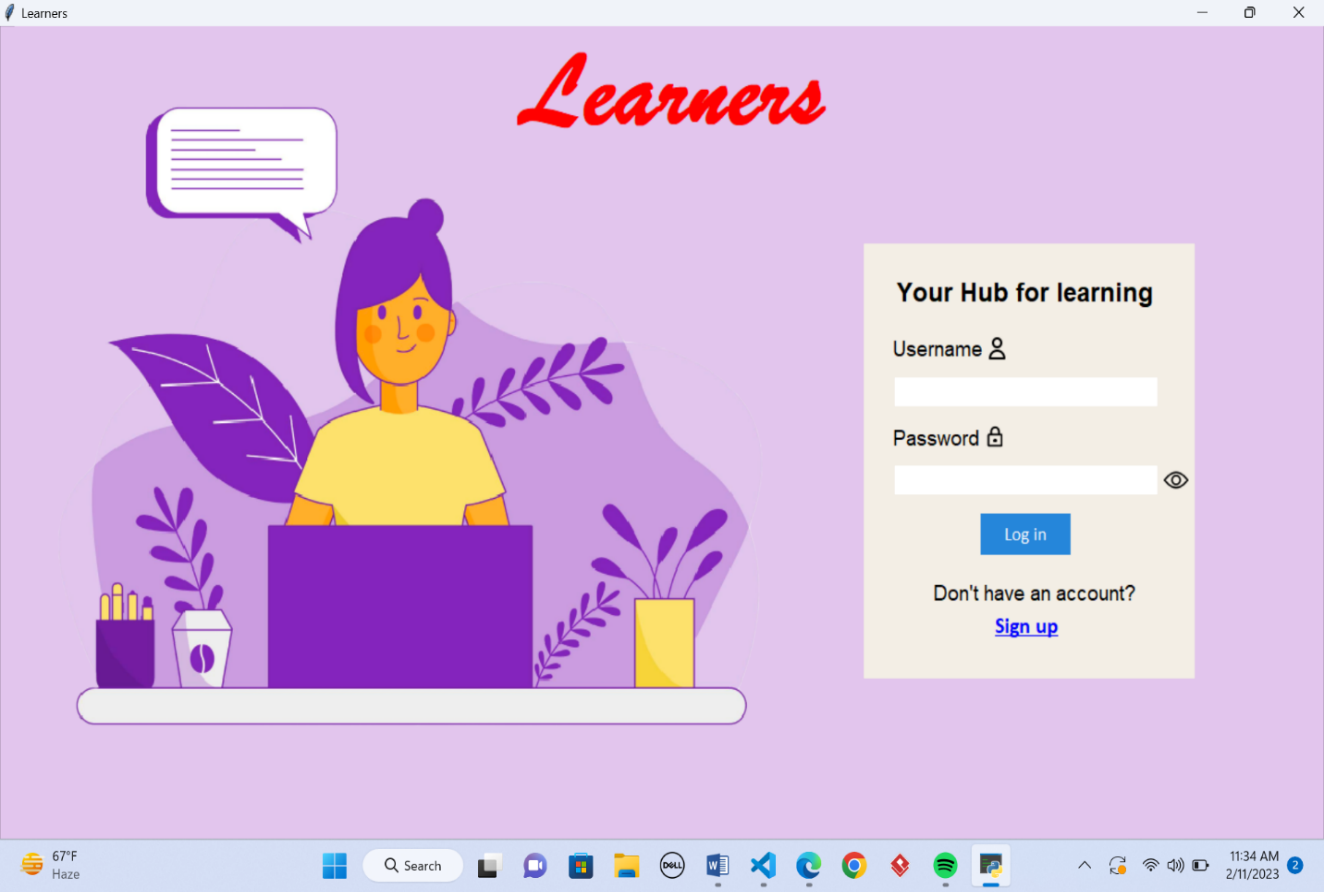 Learners
Learners
Your Hub for learning
Username
Password
Log in
Don't have an account?
Sign up
67°F
Haze
Search
DELL
11:34 AM
2/11/2023
2